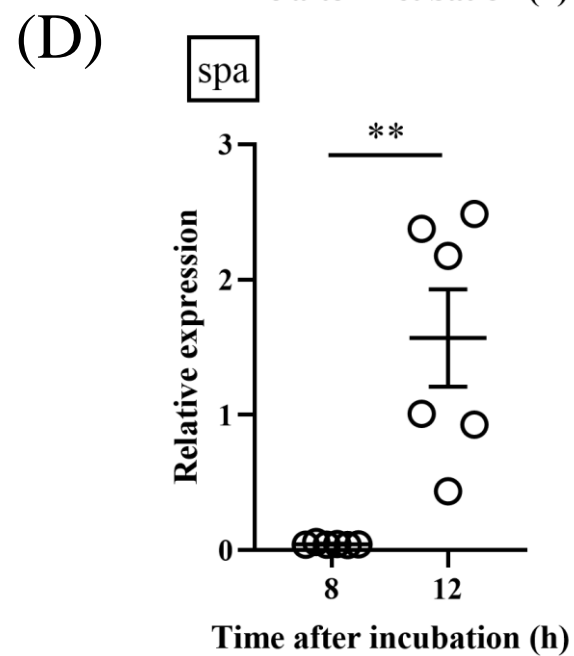 (D)
spa
**
3
2
1
0
Relative expression
8
12
Time after incubation (h)